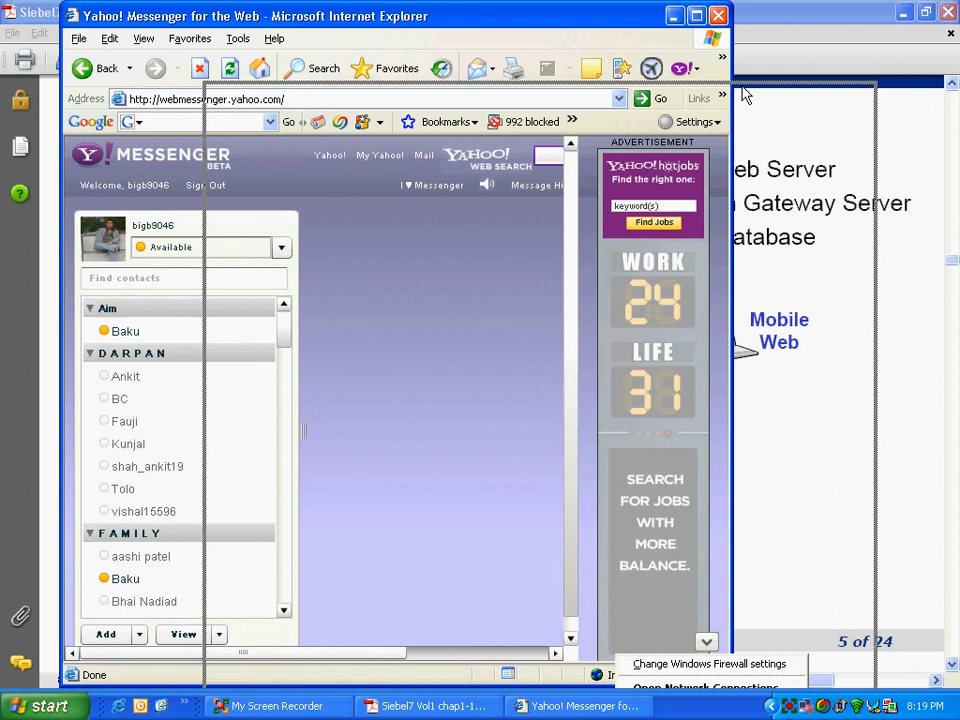 Siebel7
Yahoo! Messenger for the Web - Microsoft Internet Explorer
File Edit
File Edit View Favorites Tools Help
Back Search Favorites
Address http://webmessenger.yahoo.com/ Go Links »
Google G Go Bookmarks 992 blocked » Settings
Y! MESSENGER BETA
Yahoo! My Yahoo! Mail YAHOO! WEB SEARCH
Welcome, bigb9046 Sign Out I ♥ Messenger Message Hi
bigb9046
Available
Find contacts
Aim
Baku
DARPAN
Ankit
BC
Fauji
Kunjal
shah_ankit19
Tolo
vishal15596
FAMILY
aashi patel
Baku
Bhai Nadiad
Add View
ADVERTISEMENT
YAHOO! hotjobs
Find the right one:
keyword(s)
Find Jobs
WORK
24
LIFE
31
SEARCH
FOR JOBS
WITH
MORE
BALANCE.
eb Server
Gateway Server
atabase
Mobile
Web
5 of 24
Done
Change Windows Firewall settings
Open Network Connections
start My Screen Recorder Siebel7 Vol1 chap1-1... Yahoo! Messenger fo... 8:19 PM